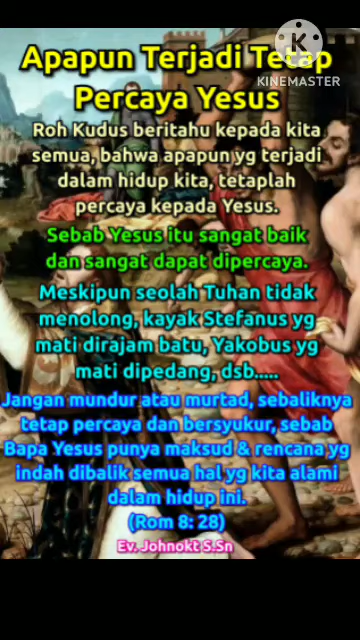 KINEMASTER
Apapun Terjadi Tetap
Percaya Yesus
Roh Kudus beritahu kepada kita
semua, bahwa apapun yg terjadi
dalam hidup kita, tetaplah
percaya kepada Yesus.
Sebab Yesus itu sangat baik
dan sangat dapat dipercaya.
Meskipun seolah Tuhan tidak
menolong, kayak Stefanus yg
mati dirajam batu, Yakobus yg
mati dipedang, dsb.....
Jangan mundur atau murtad, sebaliknya
tetap percaya dan bersyukur, sebab
Bapa Yesus punya maksud & rencana yg
indah dibalik semua hal yg kita alami
dalam hidup ini.
(Rom 8: 28)
Ev. Johnokt S.Sn